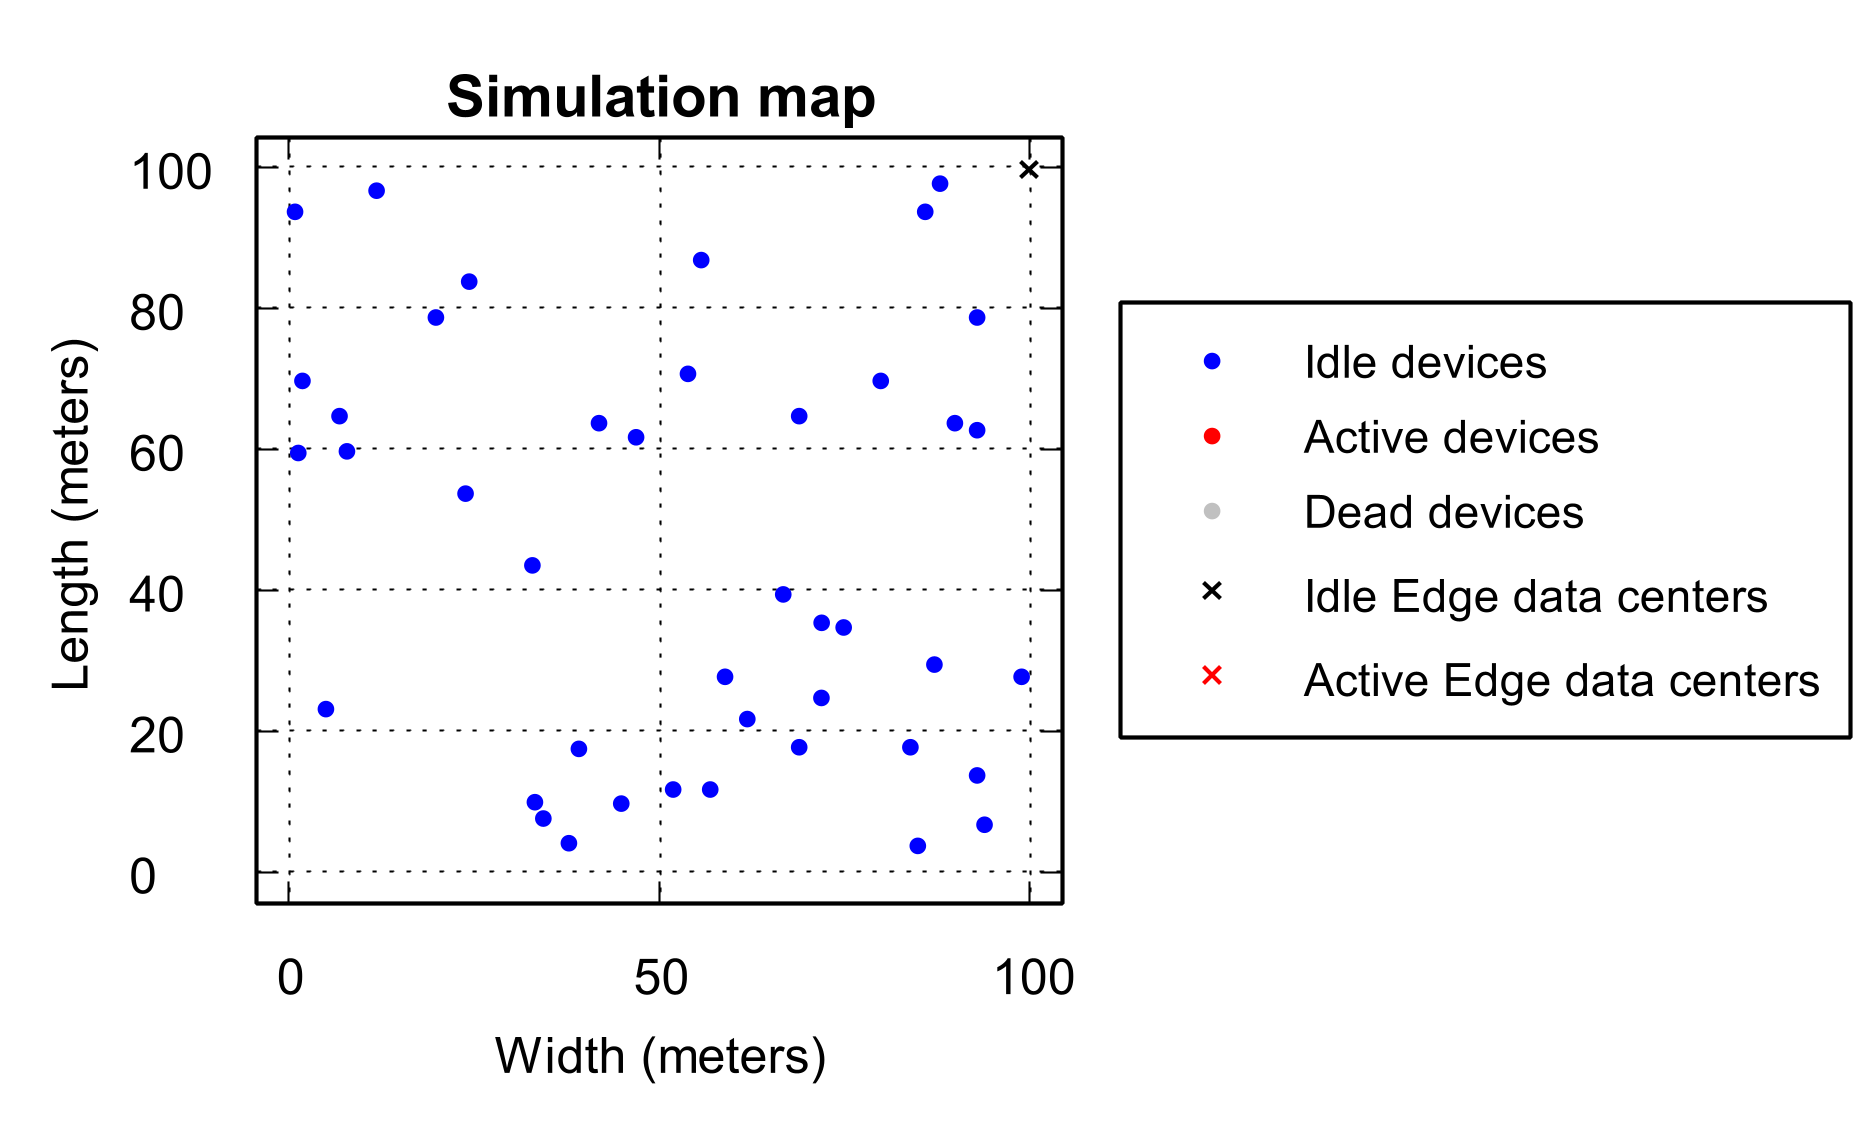 Simulation map
100
80
60
40
20
0
Length (meters)
0 50 100
Width (meters)
Idle devices
Active devices
Dead devices
Idle Edge data centers
Active Edge data centers